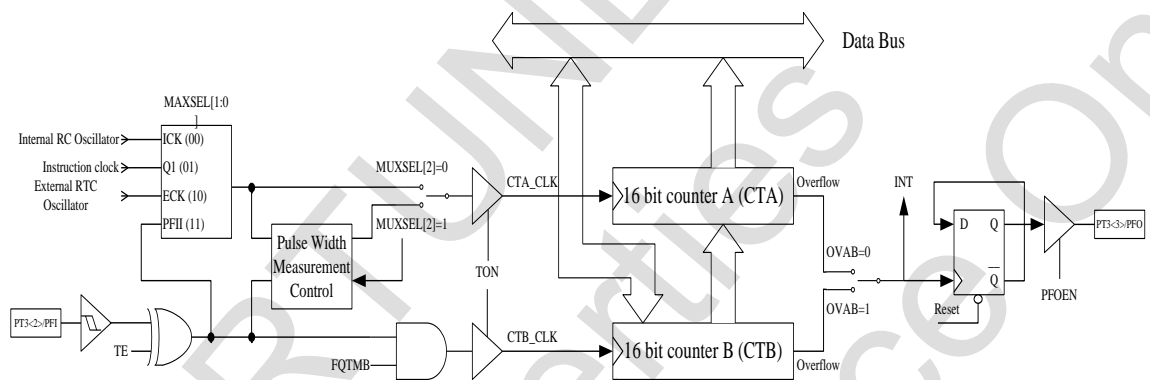 Data Bus
MAXSEL[1:0
]
Internal RC Oscillator
ICK (00)
Instruction clock
Q1 (01)
External RTC
Oscillator
ECK (10)
PFII (11)
MUXSEL[2]=0
MUXSEL[2]=1
Pulse Width
Measurement
Control
CTA_CLK
16 bit counter A (CTA)
Overflow
INT
OVAB=0
OVAB=1
D
Q
Q
Reset
PT3<3>/PFO
PFOEN
TON
PT3<2>/PFI
TE
FQTMB
CTB_CLK
16 bit counter B (CTB)
Overflow